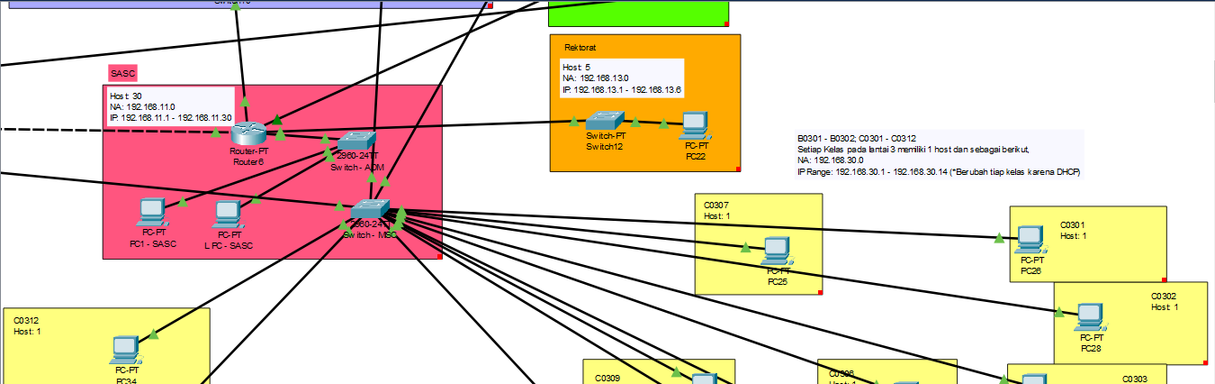 Rektorat
Host: 5
NA: 192.168.13.0
IP: 192.168.13.1 - 192.168.13.6
Switch-PT
Switch12
PC-PT
PC22
SASC
Host: 30
NA: 192.168.11.0
IP: 192.168.11.1 - 192.168.11.30
Router-PT
Router6
2960-24TT
Switch - ADM
PC-PT
PC1 - SASC
PC-PT
L PC - SASC
2960-24TT
Switch - MSC
B0301 - B0302; C0301 - C0312
Setiap Kelas pada lantai 3 memiliki 1 host dan sebagai berikut,
NA: 192.168.30.0
IP Range: 192.168.30.1 - 192.168.30.14 (*Berubah tiap kelas karena DHCP)
C0307
Host: 1
PC-PT
PC25
C0301
Host: 1
PC-PT
PC26
C0302
Host: 1
PC-PT
PC28
C0312
Host: 1
PC-PT
PC34
C0309
Host: 1
C0303